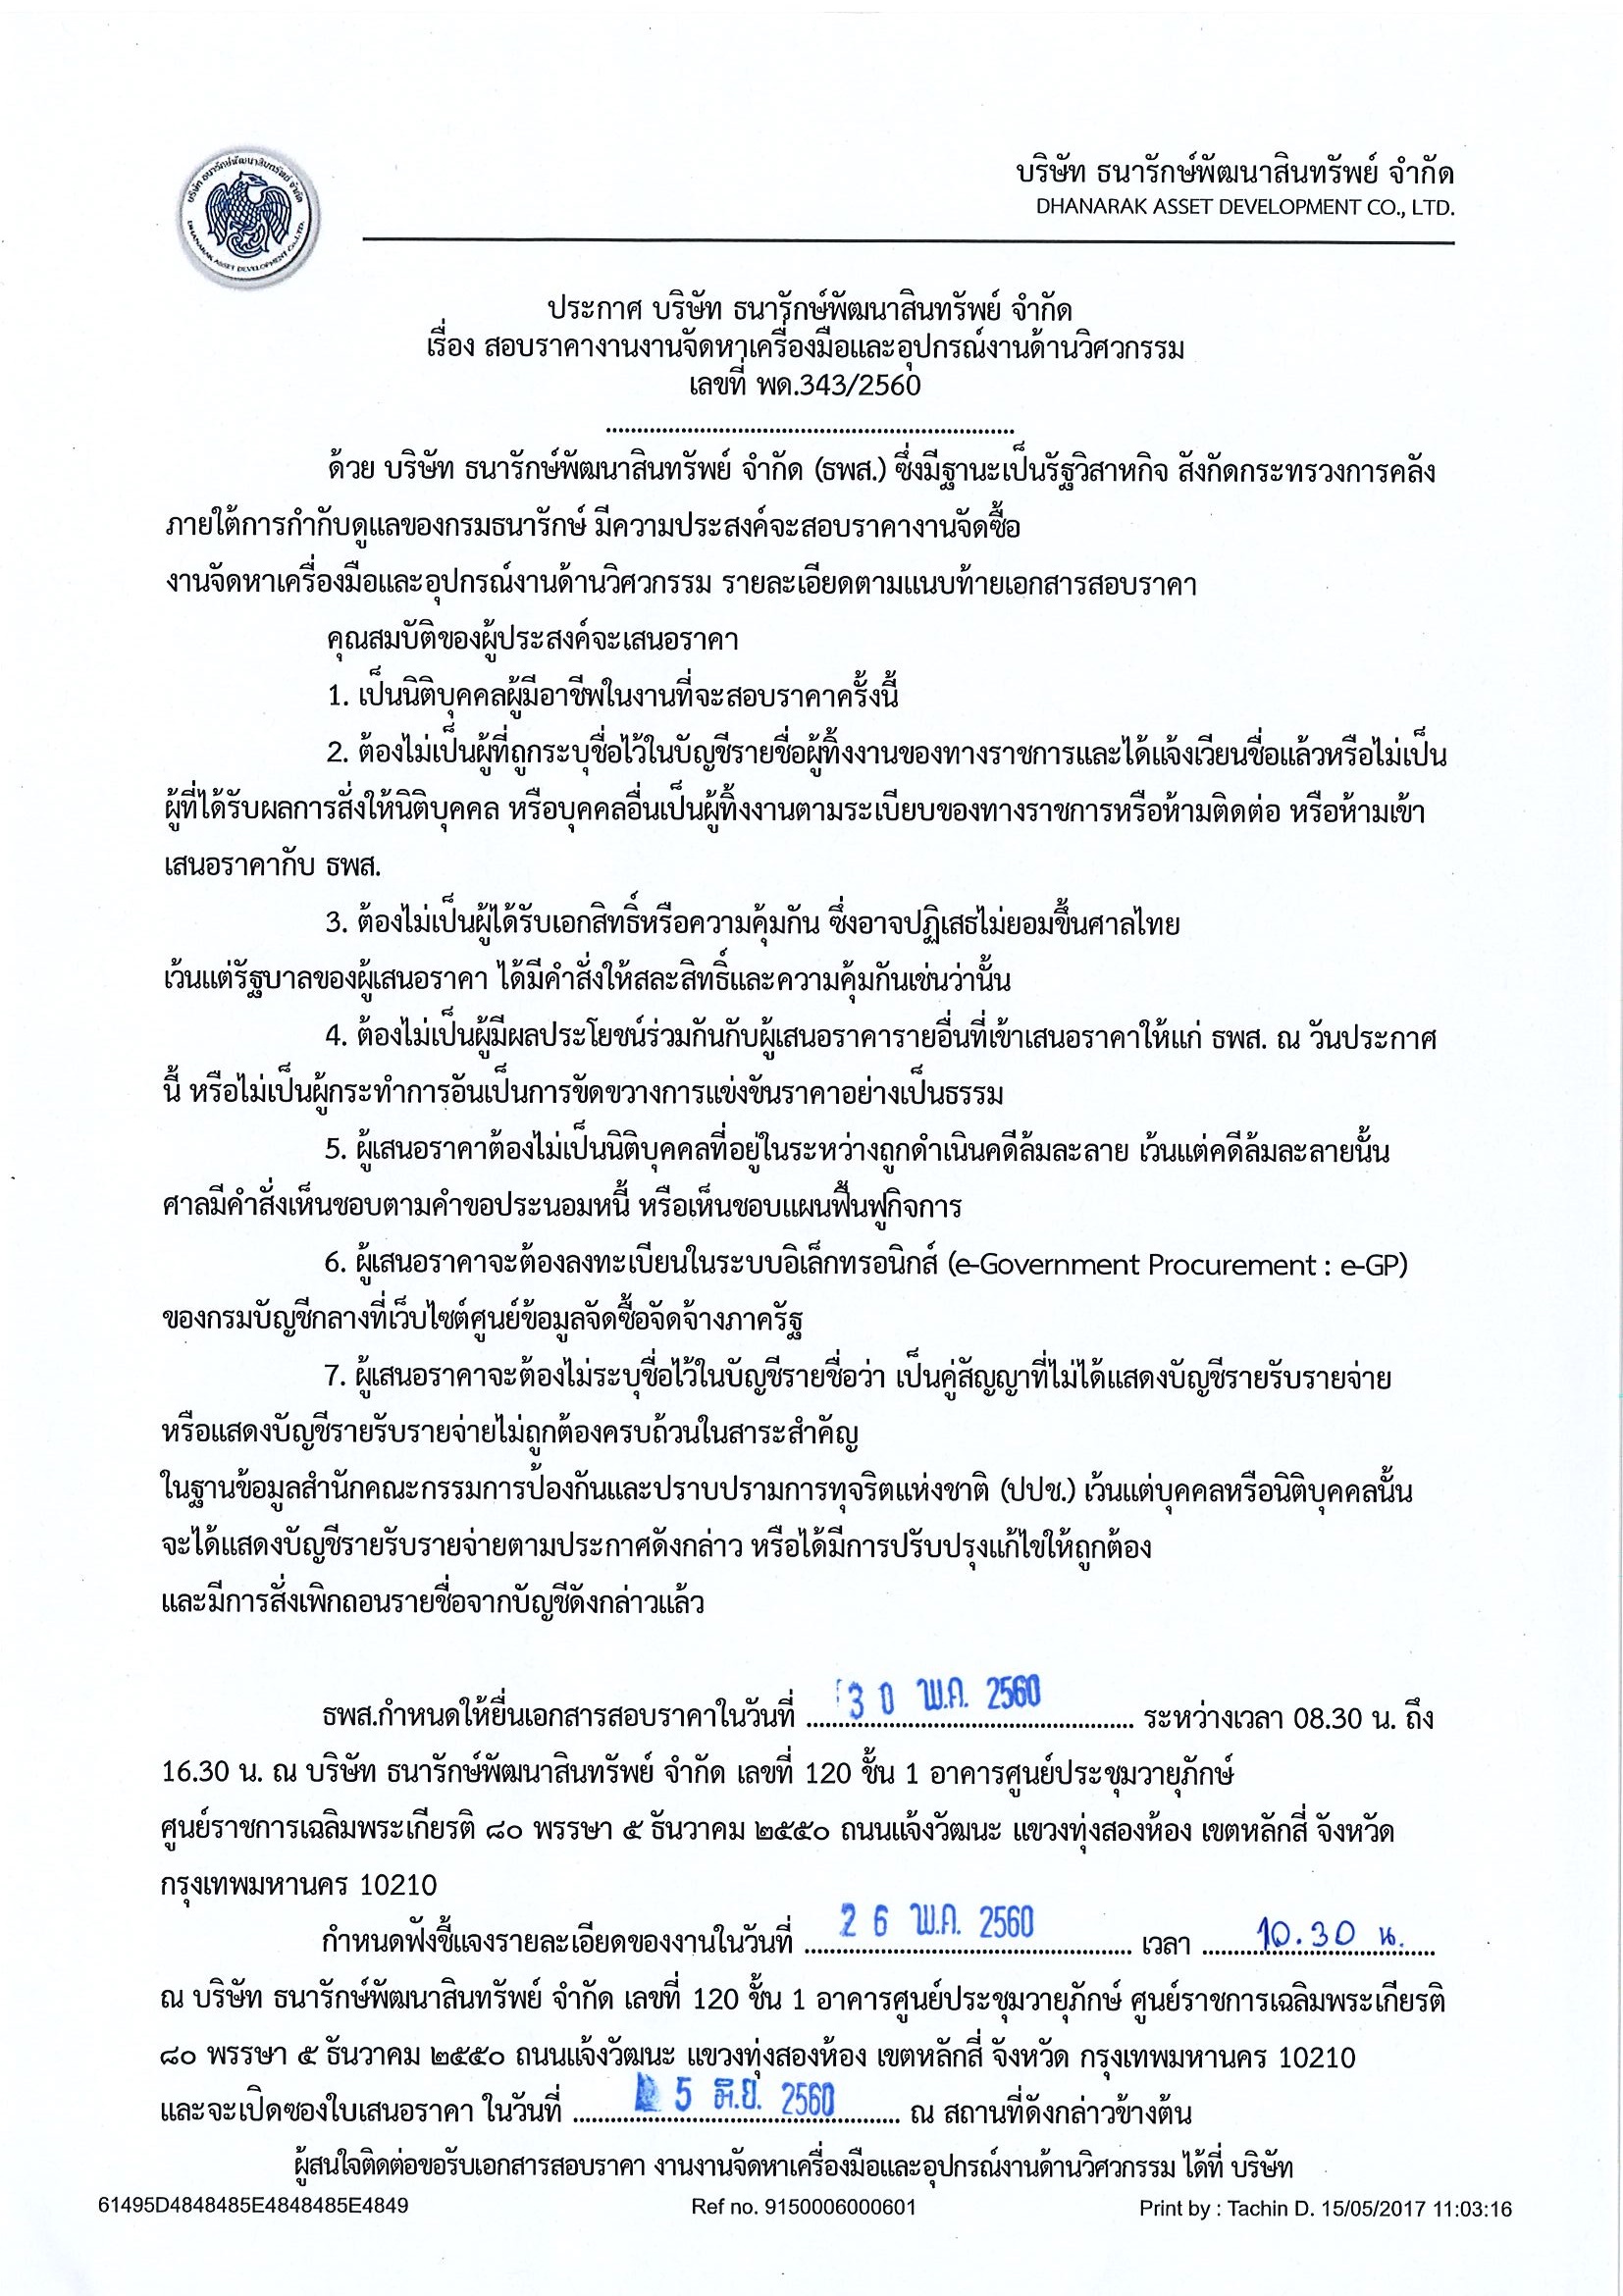 บริษัท ธนารักษ์พัฒนาสินทรัพย์ จำกัด
DHANARAK ASSET DEVELOPMENT CO., LTD.
บริษัท ธนารักษ์พัฒนาสินทรัพย์ จำกัด
DHANARAK ASSET DEVELOPMENT CO.,LTD.
ประกาศ บริษัท ธนารักษ์พัฒนาสินทรัพย์ จำกัด
เรื่อง สอบราคางานงานจัดหาเครื่องมือและอุปกรณ์งานด้านวิศวกรรม
เลขที่ พด.343/2560
ด้วย บริษัท ธนารักษ์พัฒนาสินทรัพย์ จำกัด (ธพส.) ซึ่งมีฐานะเป็นรัฐวิสาหกิจ สังกัดกระทรวงการคลัง
ภายใต้การกำกับดูแลของกรมธนารักษ์ มีความประสงค์จะสอบราคางานจัดซื้อ
งานจัดหาเครื่องมือและอุปกรณ์งานด้านวิศวกรรม รายละเอียดตามแนบท้ายเอกสารสอบราคา
คุณสมบัติของผู้ประสงค์จะเสนอราคา
1. เป็นนิติบุคคลผู้มีอาชีพในงานที่จะสอบราคาครั้งนี้
2. ต้องไม่เป็นผู้ที่ถูกระบุชื่อไว้ในบัญชีรายชื่อผู้ทิ้งงานของทางราชการและได้แจ้งเวียนชื่อแล้วหรือไม่เป็น
ผู้ที่ได้รับผลการสั่งให้นิติบุคคล หรือบุคคลอื่นเป็นผู้ทิ้งงานตามระเบียบของทางราชการหรือห้ามติดต่อ หรือห้ามเข้า
เสนอราคากับ ธพส.
3. ต้องไม่เป็นผู้ได้รับเอกสิทธิ์หรือความคุ้มกัน ซึ่งอาจปฏิเสธไม่ยอมขึ้นศาลไทย
เว้นแต่รัฐบาลของผู้เสนอราคา ได้มีคำสั่งให้สละสิทธิ์และความคุ้มกันเช่นว่านั้น
4. ต้องไม่เป็นผู้มีผลประโยชน์ร่วมกันกับผู้เสนอราคารายอื่นที่เข้าเสนอราคาให้แก่ ธพส. ณ วันประกาศ
นี้ หรือไม่เป็นผู้กระทำการอันเป็นการขัดขวางการแข่งขันราคาอย่างเป็นธรรม
5. ผู้เสนอราคาต้องไม่เป็นนิติบุคคลที่อยู่ในระหว่างถูกดำเนินคดีล้มละลาย เว้นแต่คดีล้มละลายนั้น
ศาลมีคำสั่งเห็นชอบตามคำขอประนอมหนี้ หรือเห็นชอบแผนฟื้นฟูกิจการ
6. ผู้เสนอราคาจะต้องลงทะเบียนในระบบอิเล็กทรอนิกส์ (e-Government Procurement : e-GP)
ของกรมบัญชีกลางที่เว็บไซต์ศูนย์ข้อมูลจัดซื้อจัดจ้างภาครัฐ
7. ผู้เสนอราคาจะต้องไม่ระบุชื่อไว้ในบัญชีรายชื่อว่า เป็นคู่สัญญาที่ไม่ได้แสดงบัญชีรายรับรายจ่าย
หรือแสดงบัญชีรายรับรายจ่ายไม่ถูกต้องครบถ้วนในสาระสำคัญ
ในฐานข้อมูลสำนักคณะกรรมการป้องกันและปราบปรามการทุจริตแห่งชาติ (ปปช.) เว้นแต่บุคคลหรือนิติบุคคลนั้น
จะได้แสดงบัญชีรายรับรายจ่ายตามประกาศดังกล่าว หรือได้มีการปรับปรุงแก้ไขให้ถูกต้อง
และมีการสั่งเพิกถอนรายชื่อจากบัญชีดังกล่าวแล้ว
ธพส.กำหนดให้ยื่นเอกสารสอบราคาในวันที่ 30 พ.ค. 2560 ระหว่างเวลา 08.30 น. ถึง
16.30 น. ณ บริษัท ธนารักษ์พัฒนาสินทรัพย์ จำกัด เลขที่ 120 ชั้น 1 อาคารศูนย์ประชุมวายุภักษ์
ศูนย์ราชการเฉลิมพระเกียรติ ๘๐ พรรษา ๕ ธันวาคม ๒๕๕๐ ถนนแจ้งวัฒนะ แขวงทุ่งสองห้อง เขตหลักสี่ จังหวัด
กรุงเทพมหานคร 10210
กำหนดฟังชี้แจงรายละเอียดของงานในวันที่ 26 พ.ค. 2560 เวลา 10.30 น.
ณ บริษัท ธนารักษ์พัฒนาสินทรัพย์ จำกัด เลขที่ 120 ชั้น 1 อาคารศูนย์ประชุมวายุภักษ์ ศูนย์ราชการเฉลิมพระเกียรติ
๘๐ พรรษา ๕ ธันวาคม ๒๕๕๐ ถนนแจ้งวัฒนะ แขวงทุ่งสองห้อง เขตหลักสี่ จังหวัด กรุงเทพมหานคร 10210
และจะเปิดซองใบเสนอราคา ในวันที่ 5 มิ.ย. 2560 ณ สถานที่ดังกล่าวข้างต้น
ผู้สนใจติดต่อขอรับเอกสารสอบราคา งานงานจัดหาเครื่องมือและอุปกรณ์งานด้านวิศวกรรม ได้ที่ บริษัท
61495D4848485E4848485E4849 Ref no. 9150006000601 Print by : Tachin D. 15/05/2017 11:03:16